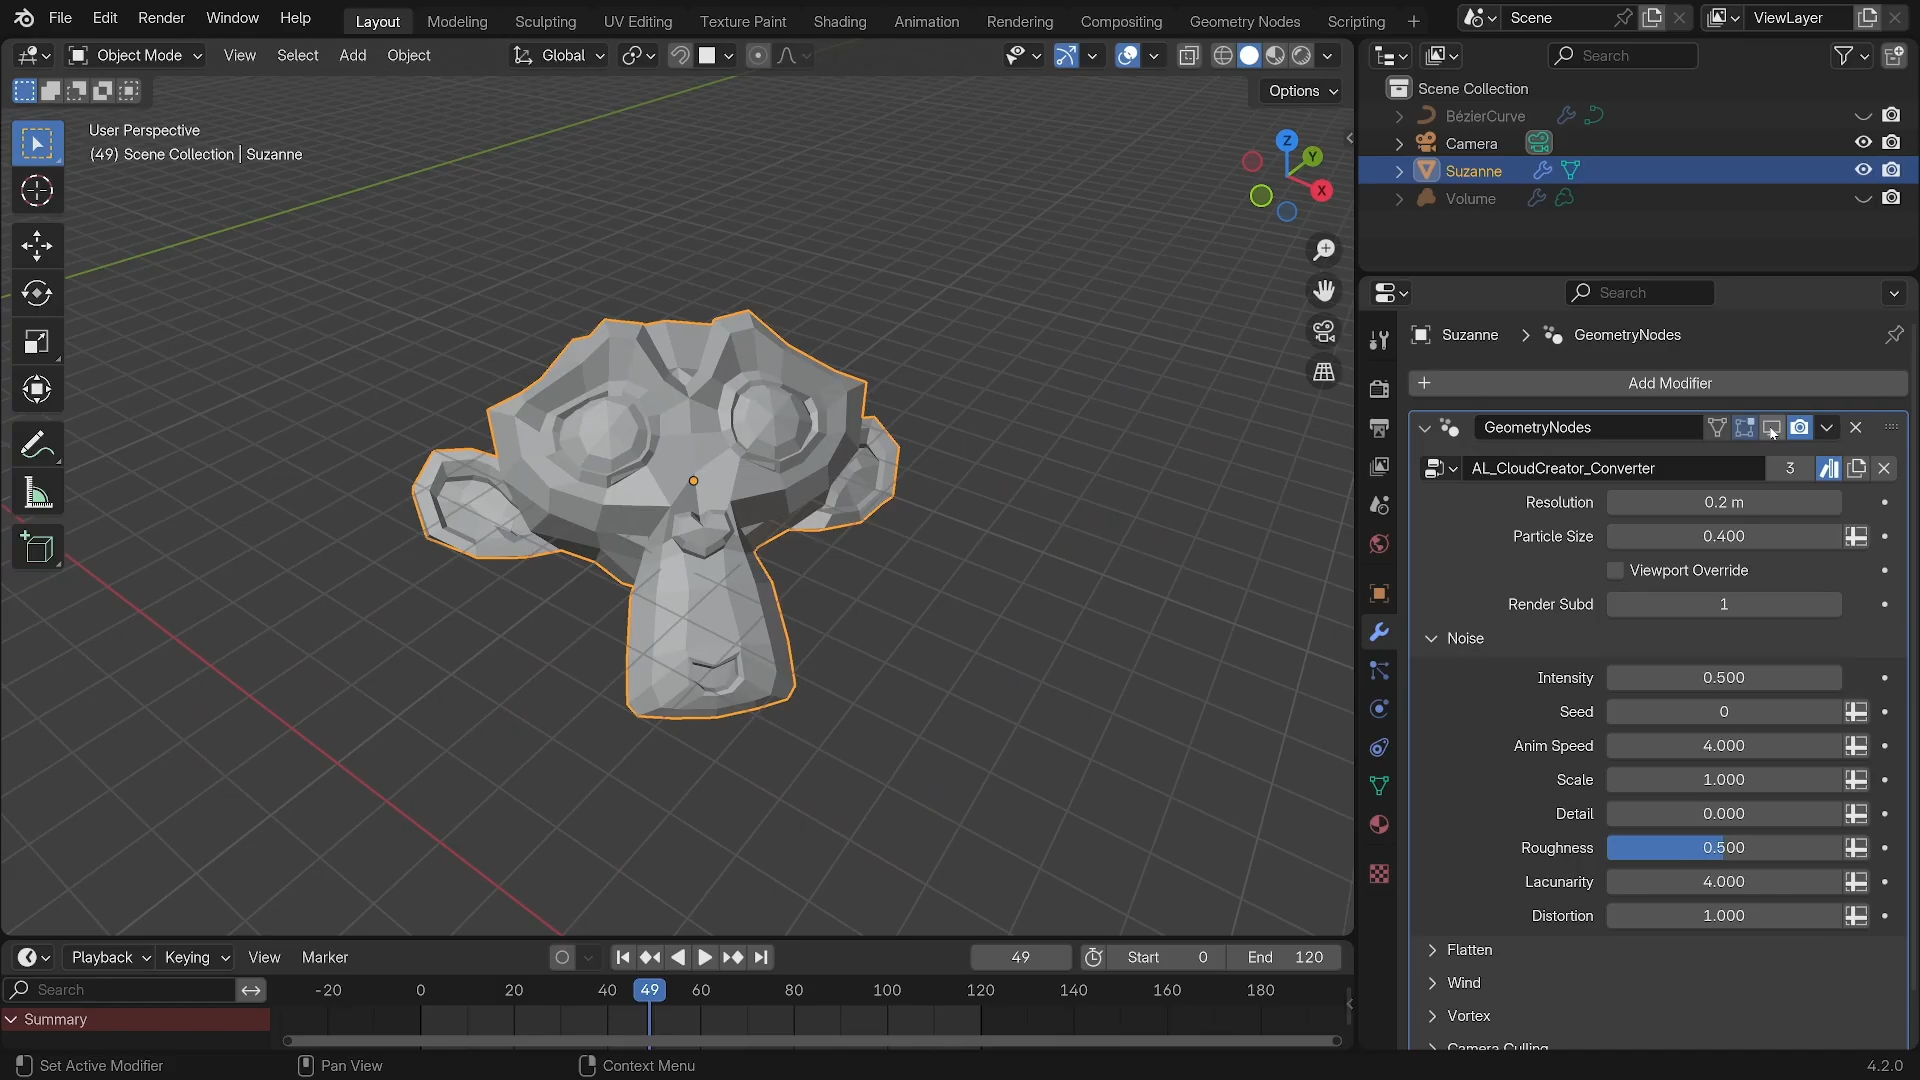 File Edit Render Window Help Layout Modeling Sculpting UV Editing Texture Paint Shading Animation Rendering Compositing Geometry Nodes Scripting Scene ViewLayer
Object Mode View Select Add Object Global Search
Options
Scene Collection
User Perspective
(49) Scene Collection | Suzanne
Z
Y
X
BézierCurve
Camera
Suzanne
Volume
Search
Suzanne GeometryNodes
Add Modifier
GeometryNodes
AL_CloudCreator_Converter 3
Resolution 0.2 m
Particle Size 0.400
Viewport Override
Render Subd 1
Noise
Intensity 0.500
Seed 0
Anim Speed 4.000
Scale 1.000
Detail 0.000
Roughness 0.500
Lacunarity 4.000
Distortion 1.000
Flatten
Wind
Vortex
Camera Culling
Playback Keying View Marker 49 Start 0 End 120
Search -20 0 20 40 49 60 80 100 120 140 160 180
Summary
Set Active Modifier Pan View Context Menu 4.2.0